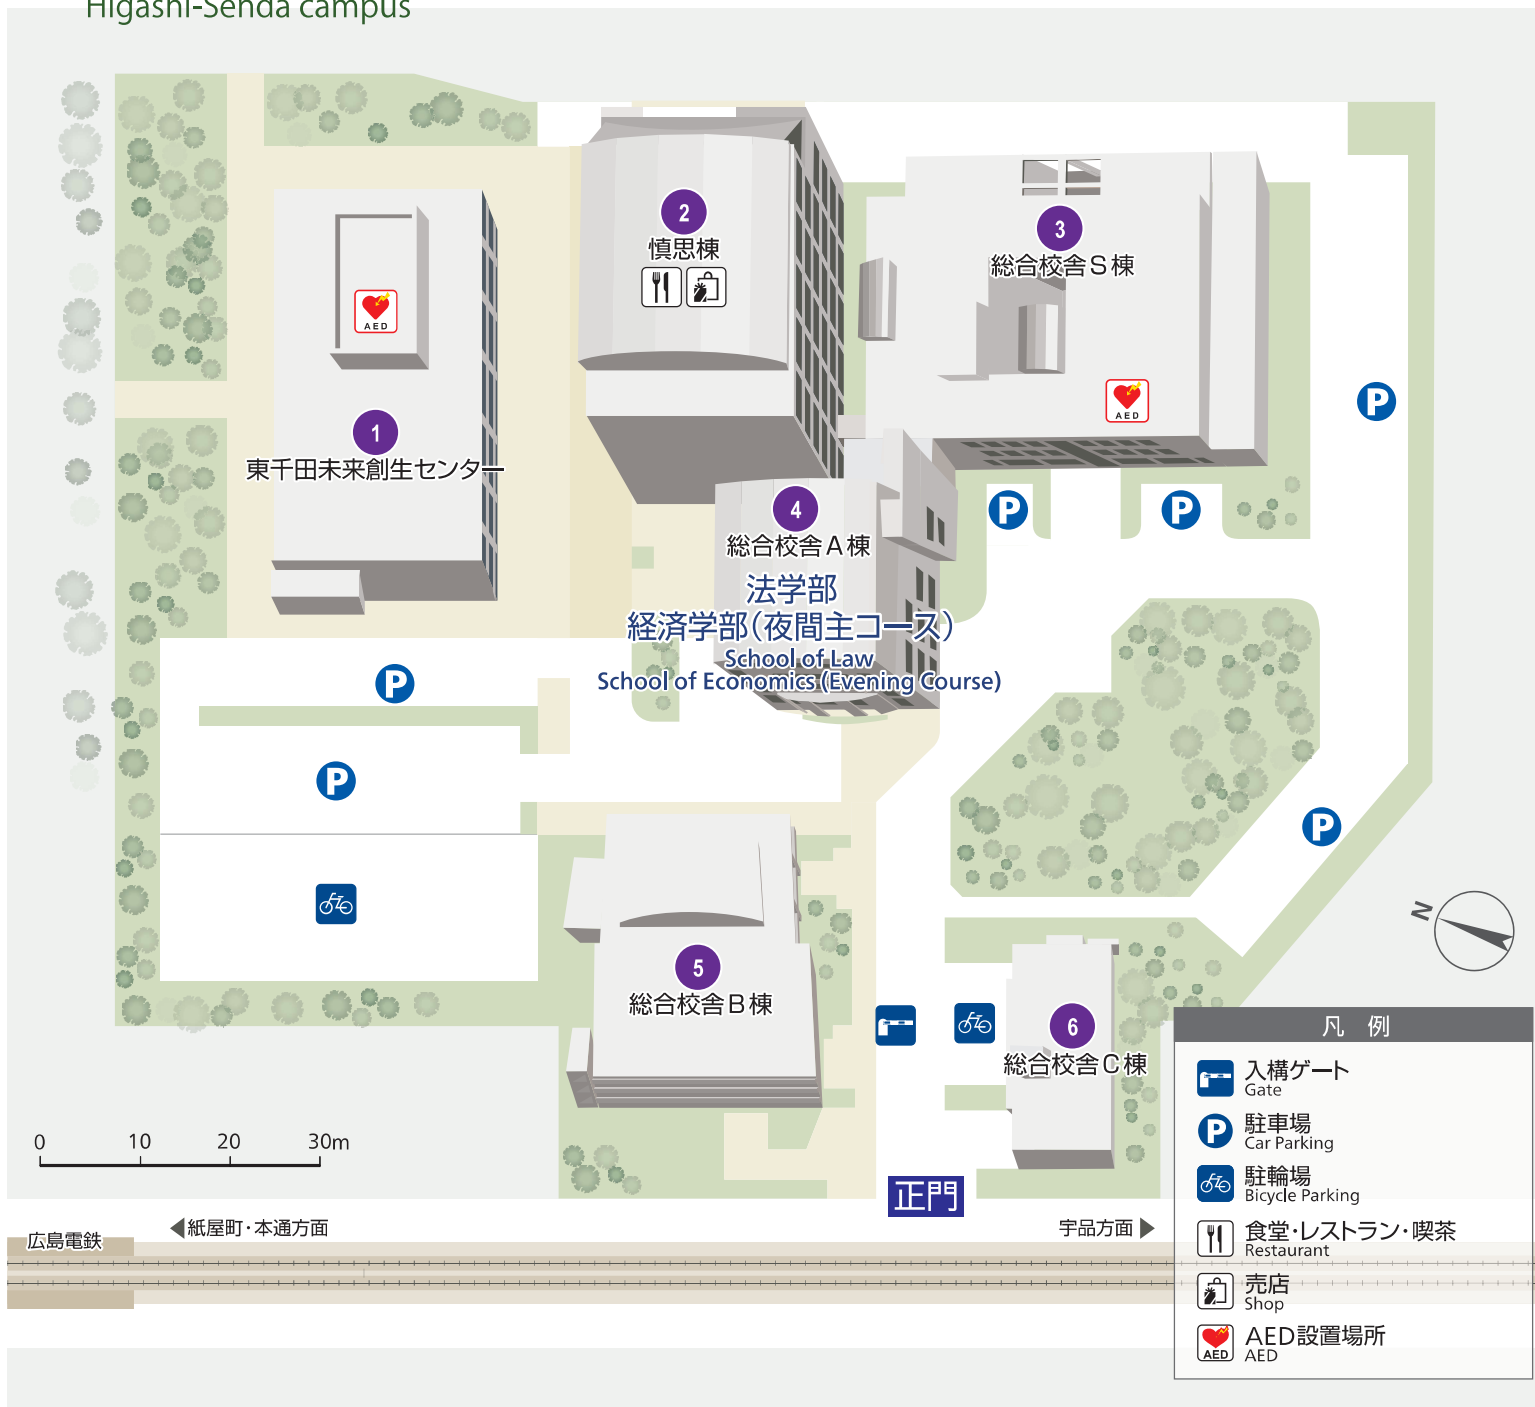 Higashi-Senda campus
2
慎思棟
3
総合校舎S棟
AED
AED
1
東千田未来創生センター
P
P
P
4
総合校舎A棟
法学部
経済学部(夜間主コース)
School of Law
School of Economics (Evening Course)
P
P
P
N
5
総合校舎B棟
6
総合校舎C棟
0 10 20 30m
正門
広島電鉄
紙屋町・本通方面
宇品方面
凡 例
入構ゲート
Gate
P
駐車場
Car Parking
駐輪場
Bicycle Parking
食堂・レストラン・喫茶
Restaurant
売店
Shop
AED
AED設置場所
AED